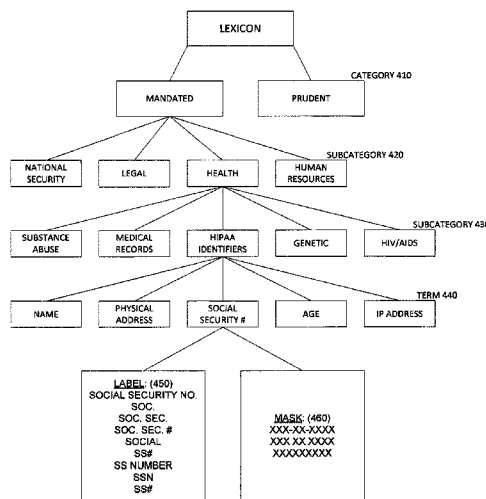 LEXICON
CATEGORY 410
MANDATED
PRUDENT
SUBCATEGORY 420
NATIONAL
SECURITY
LEGAL
HEALTH
HUMAN
RESOURCES
SUBCATEGORY 430
SUBSTANCE
ABUSE
MEDICAL
RECORDS
HIPAA
IDENTIFIERS
GENETIC
HIV/AIDS
TERM 440
NAME
PHYSICAL
ADDRESS
SOCIAL
SECURITY #
AGE
IP ADDRESS
LABEL: (450)
SOCIAL SECURITY NO.
SOC.
SOC. SEC.
SOC. SEC. #
SOCIAL
SS#
SS NUMBER
SSN
SS#
MASK: (460)
XXX-XX-XXXX
XXX XX XXXX
XXXXXXXXX